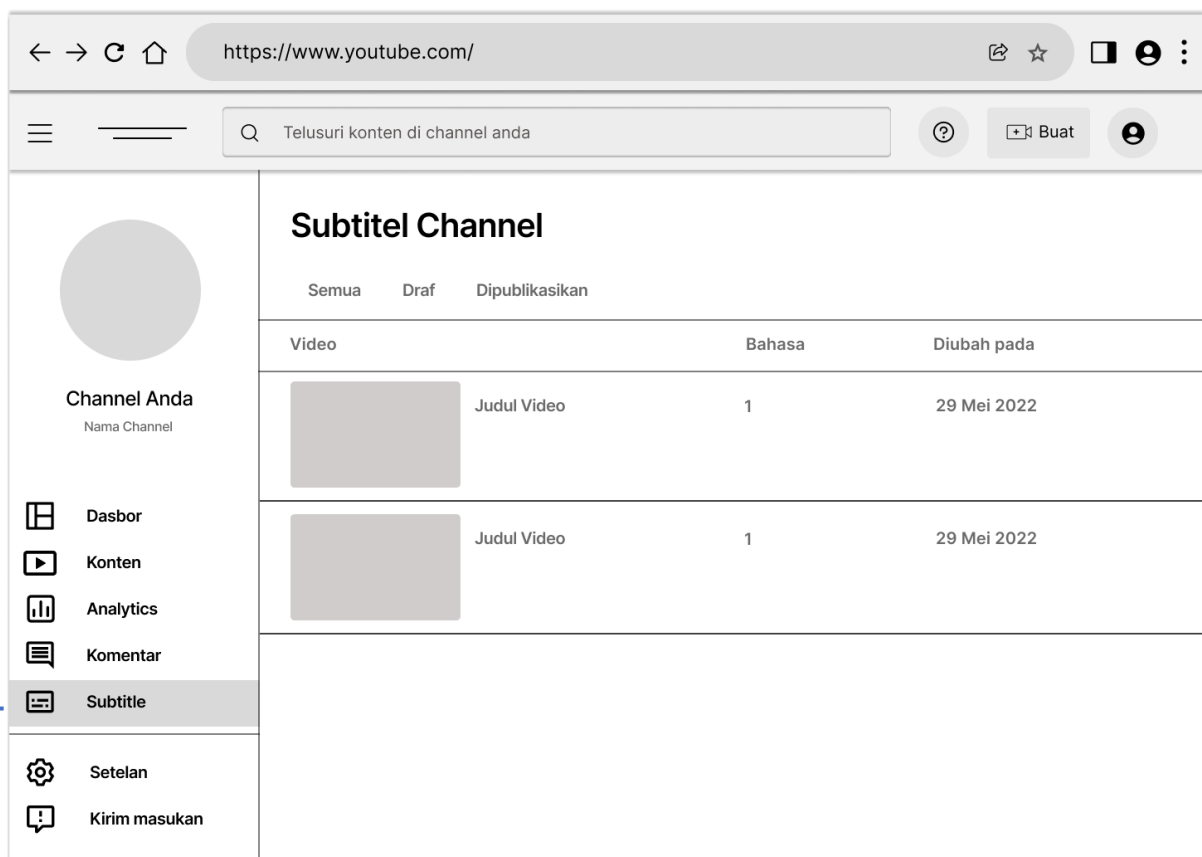 https://www.youtube.com/
Telusuri konten di channel anda
Buat
Channel Anda
Nama Channel
Dasbor
Konten
Analytics
Komentar
Subtitle
Setelan
Kirim masukan
Subtitel Channel
Semua Draf Dipublikasikan
Video Bahasa Diubah pada
Judul Video 1 29 Mei 2022
Judul Video 1 29 Mei 2022